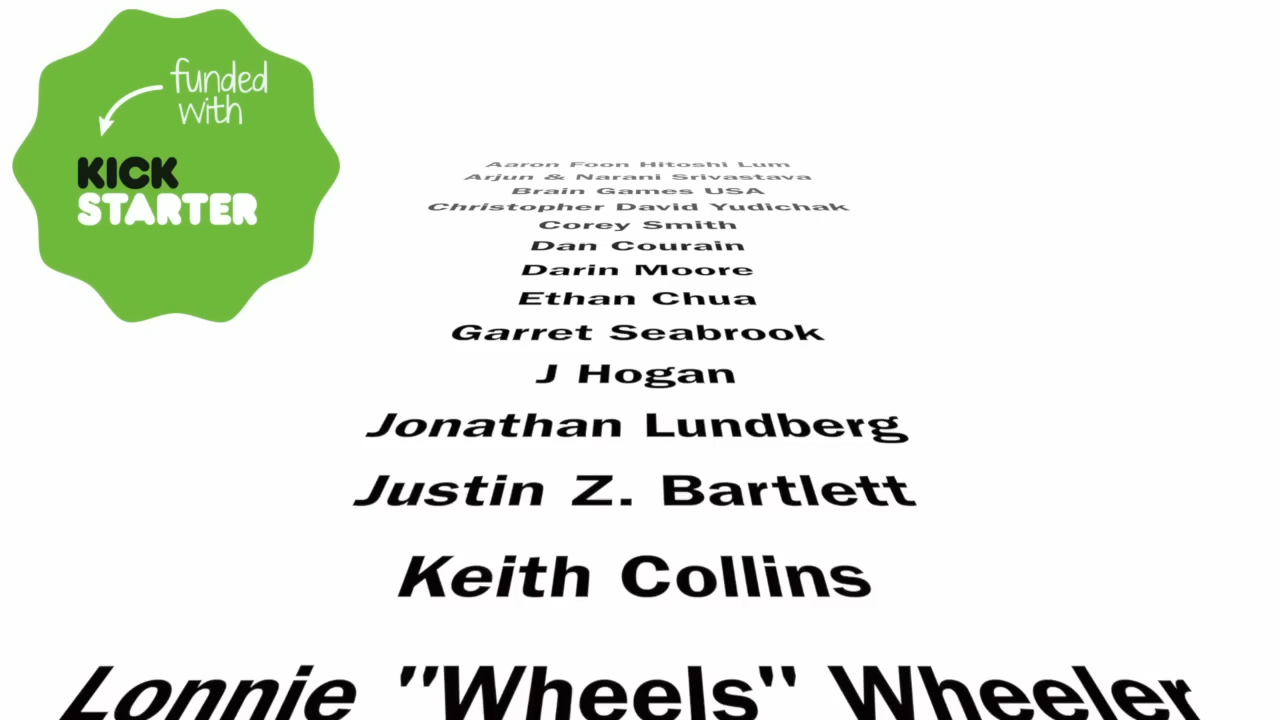 funded
with
KICK
STARTER
Aaron Foon Hitoshi Lum
Arjun & Narani Srivastava
Brain Games USA
Christopher David Yudichak
Corey Smith
Dan Courain
Darin Moore
Ethan Chua
Garret Seabrook
J Hogan
Jonathan Lundberg
Justin Z. Bartlett
Keith Collins
Lonnie "Wheels" Wheeler